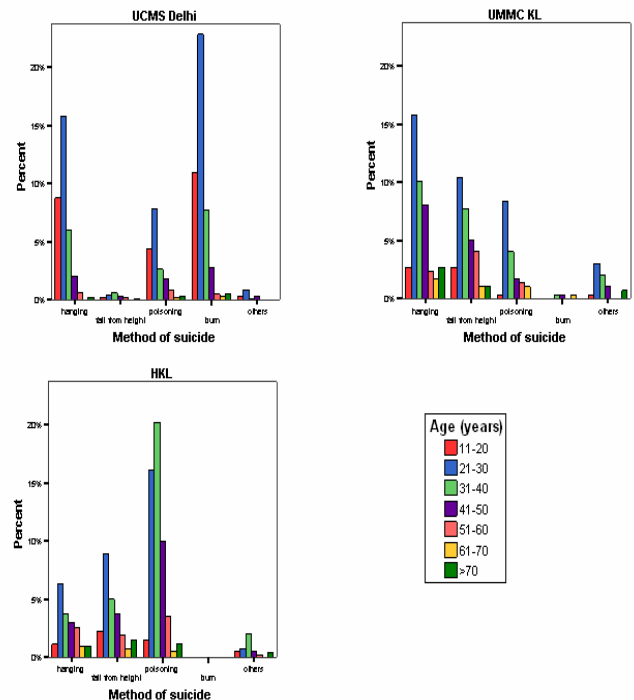 UCMS Delhi
20%
15%
10%
5%
0%
Percent
hanging
fall from height
poisoning
burn
others
Method of suicide
UMMC KL
20%
15%
10%
5%
0%
Percent
hanging
fall from height
poisoning
burn
others
Method of suicide
HKL
20%
15%
10%
5%
0%
Percent
hanging
fall from height
poisoning
burn
others
Method of suicide
Age (years)
11-20
21-30
31-40
41-50
51-60
61-70
>70